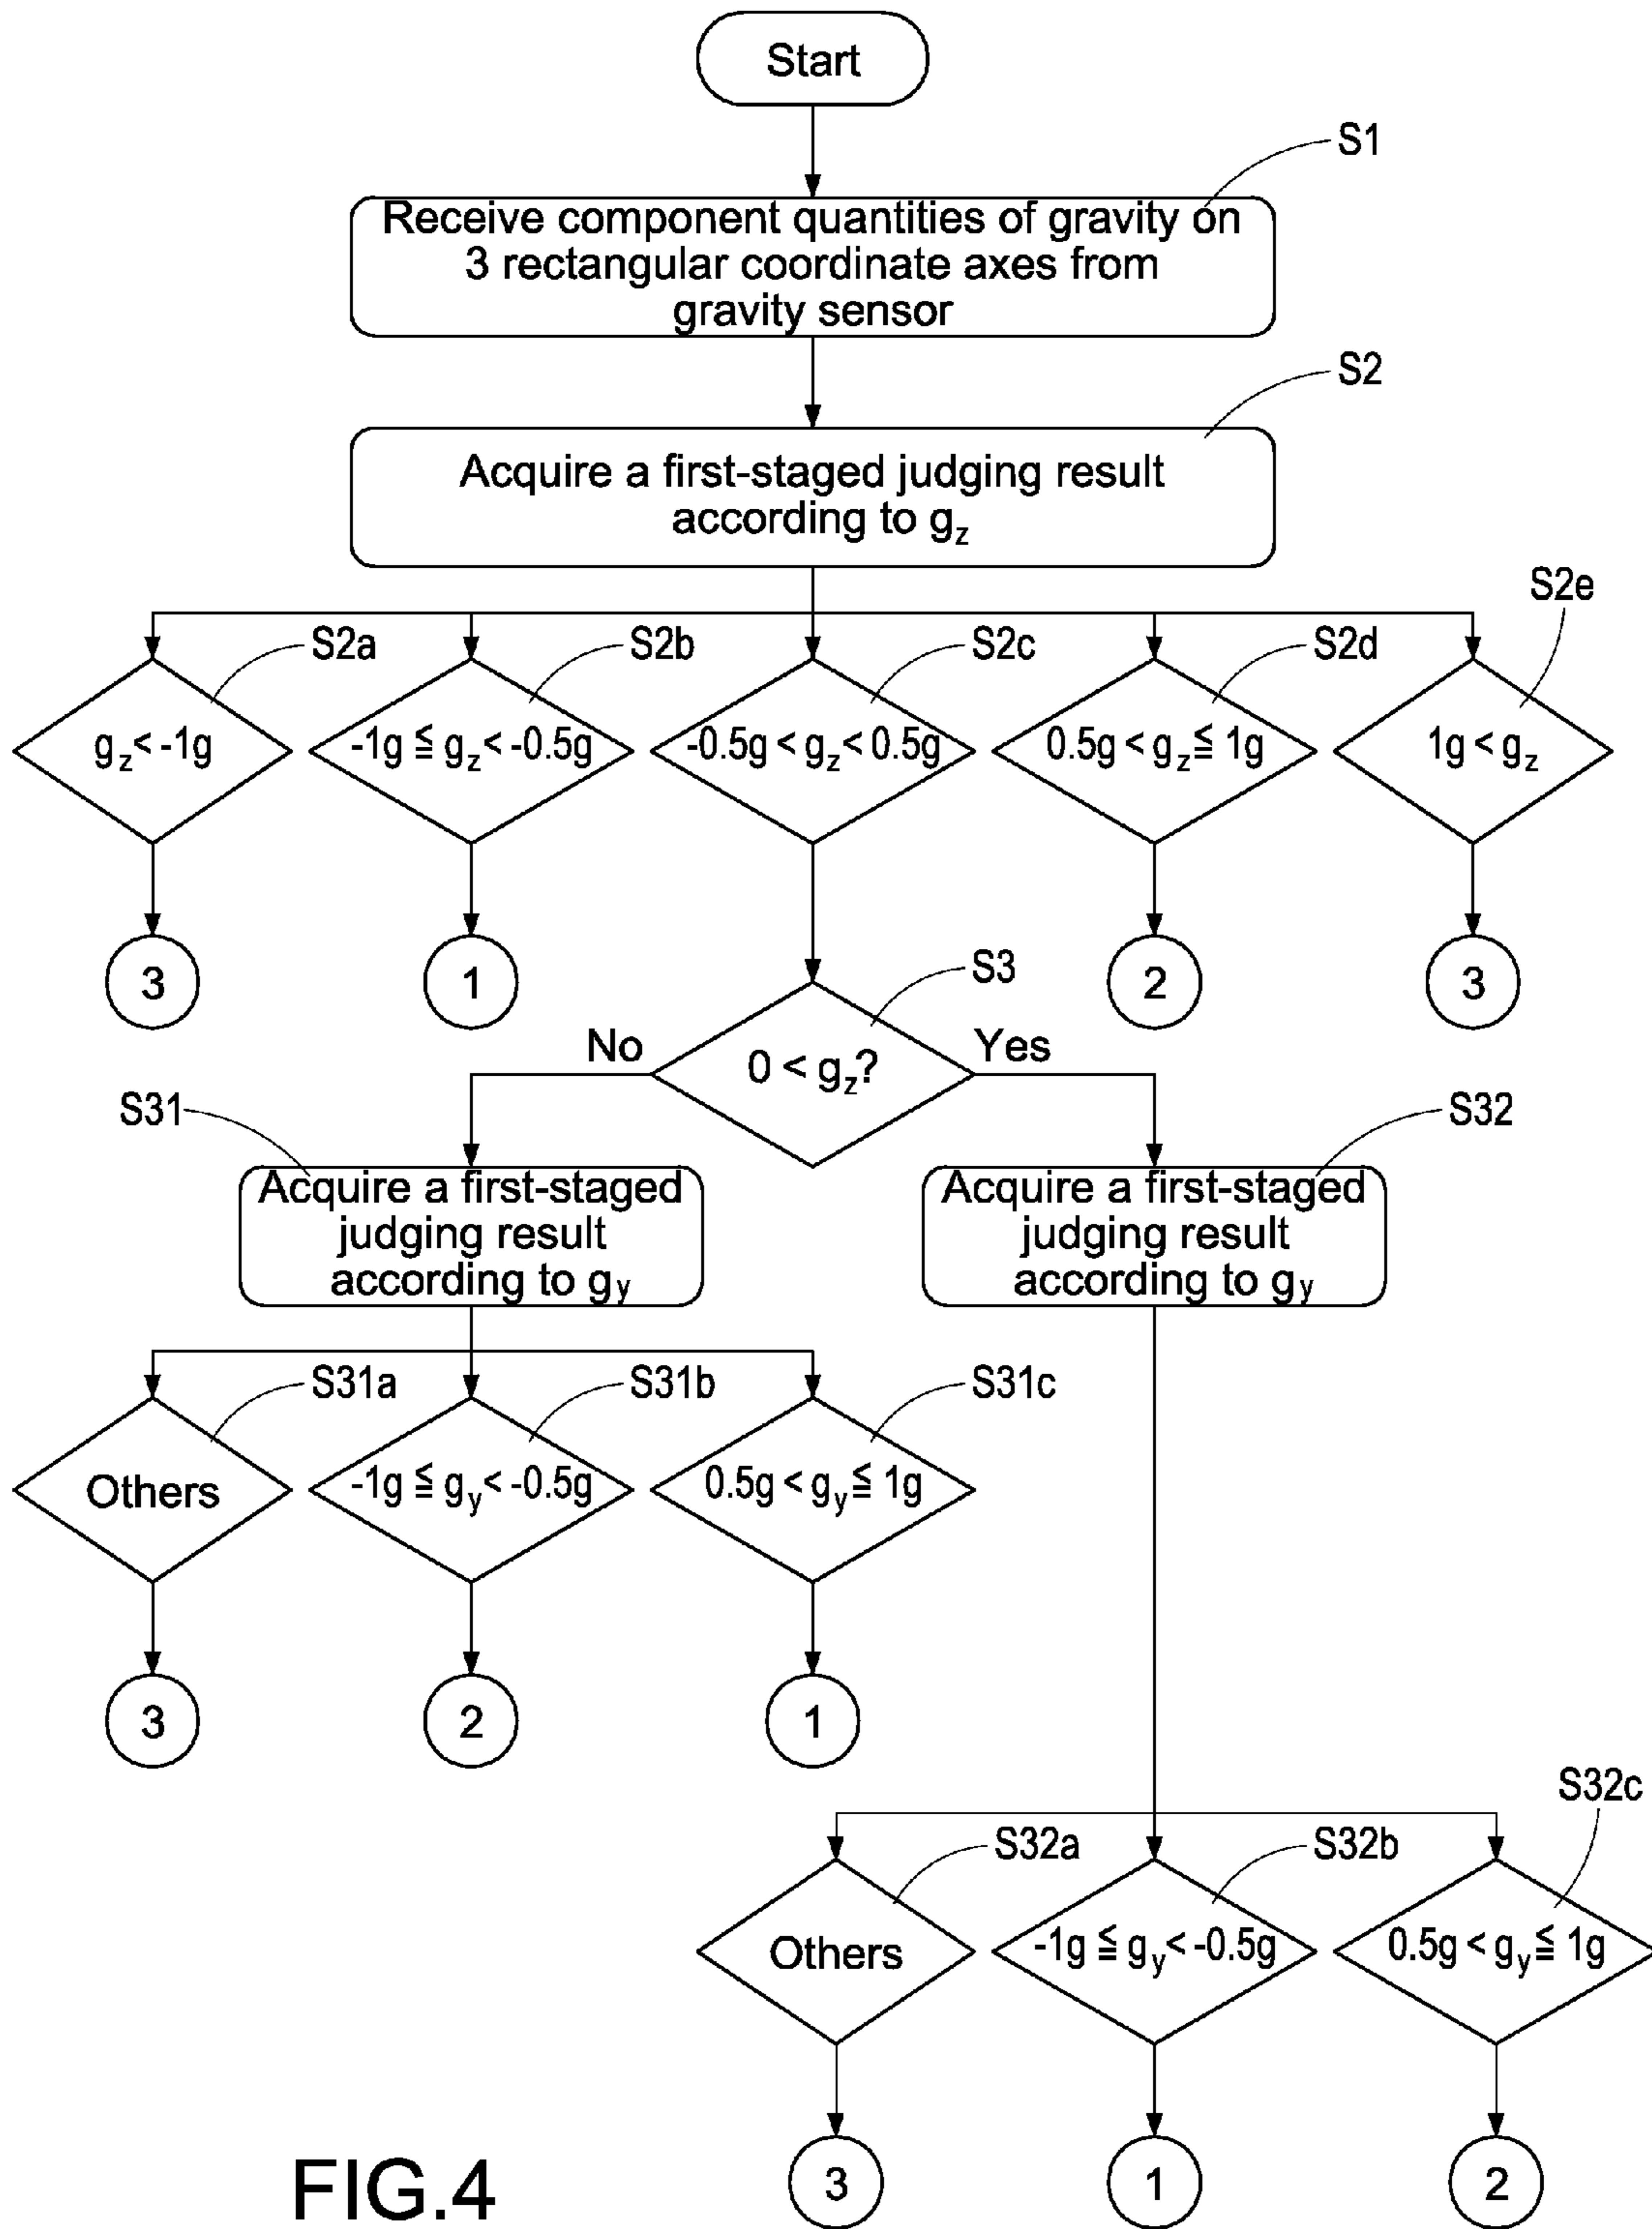 Start
S1
Receive component quantities of gravity on
3 rectangular coordinate axes from
gravity sensor
S2
Acquire a first-staged judging result
according to gz
S2a
S2b
S2c
S2d
S2e
gz < -1g
-1g ≦ gz < -0.5g
-0.5g < gz < 0.5g
0.5g < gz ≦ 1g
1g < gz
3
1
2
3
S3
No
0 < gz?
Yes
S31
S32
Acquire a first-staged
judging result
according to gy
Acquire a first-staged
judging result
according to gy
S31a
S31b
S31c
Others
-1g ≦ gy < -0.5g
0.5g < gy ≦ 1g
3
2
1
S32a
S32b
S32c
Others
-1g ≦ gy < -0.5g
0.5g < gy ≦ 1g
3
1
2
FIG.4